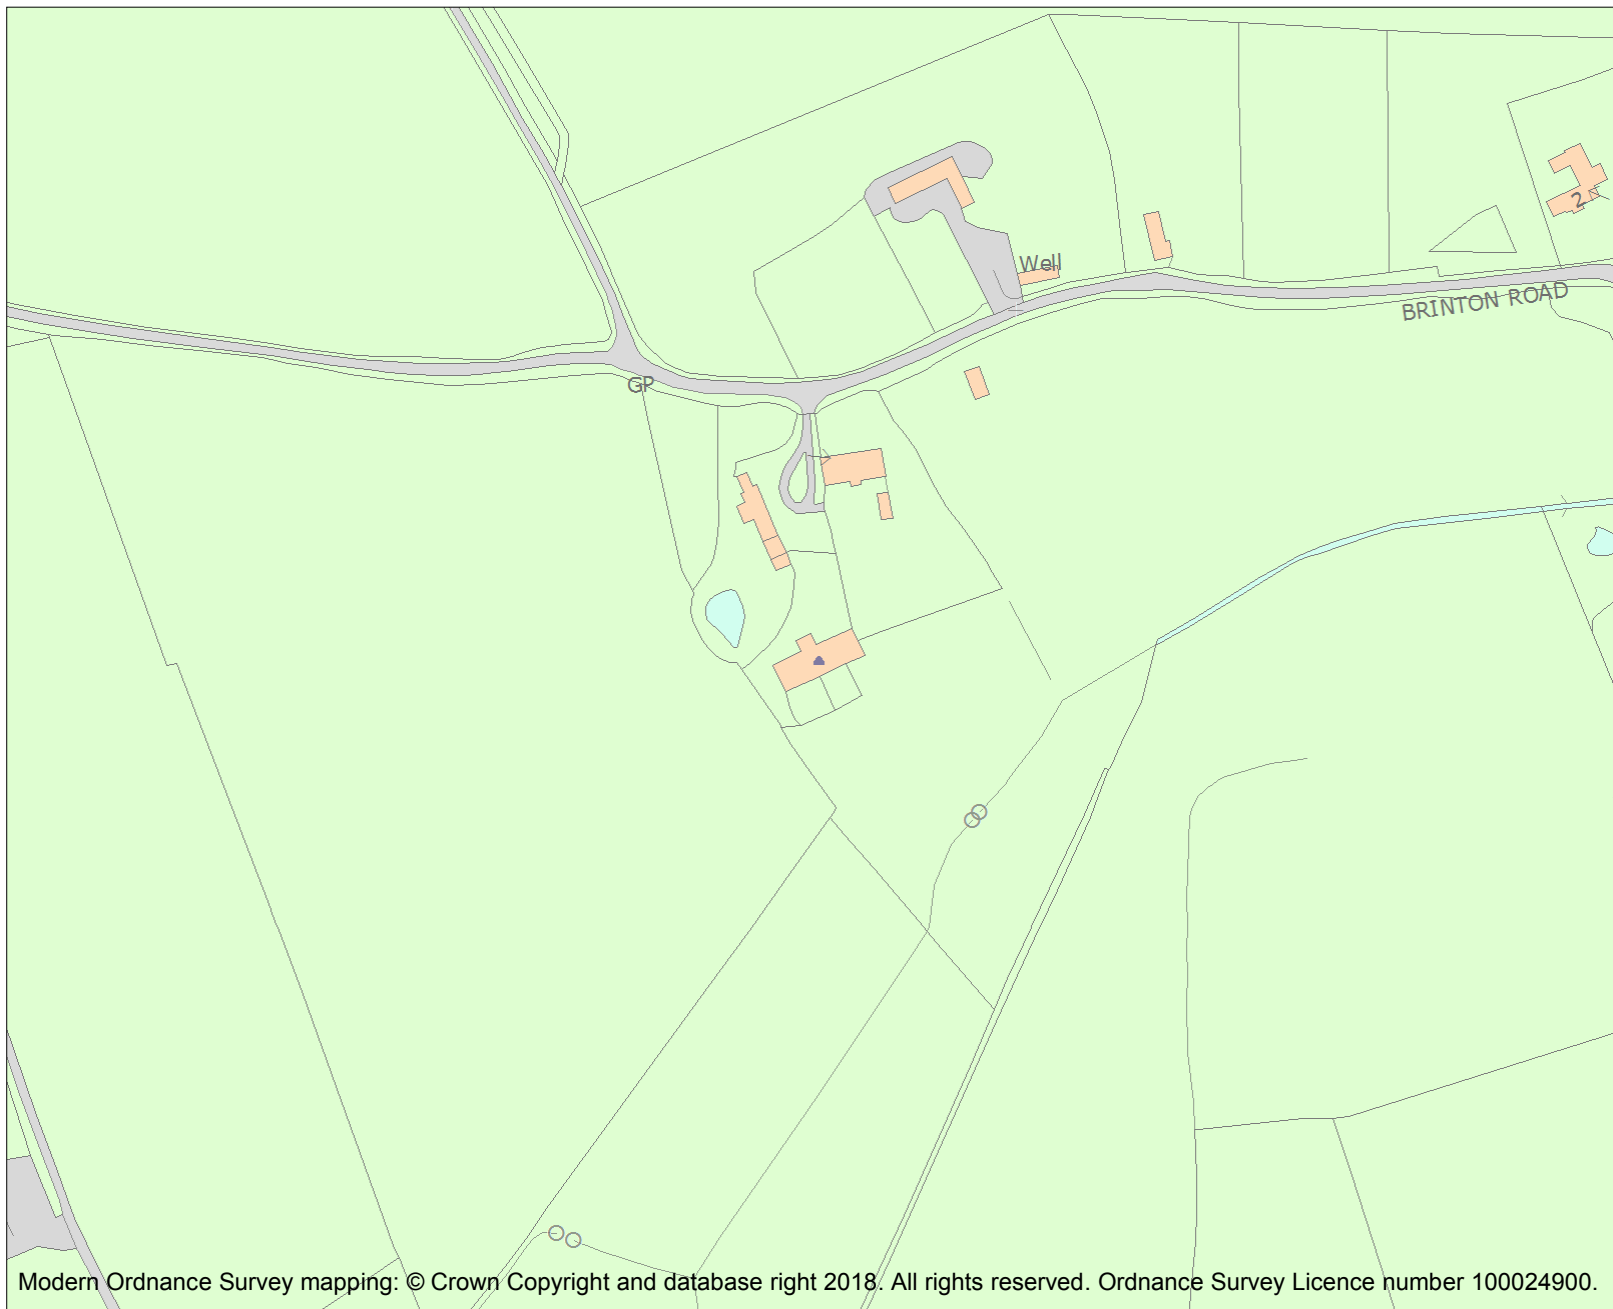 2
Well
BRINTON ROAD
GP
Modern Ordnance Survey mapping: © Crown Copyright and database right 2018. All rights reserved. Ordnance Survey Licence number 100024900.